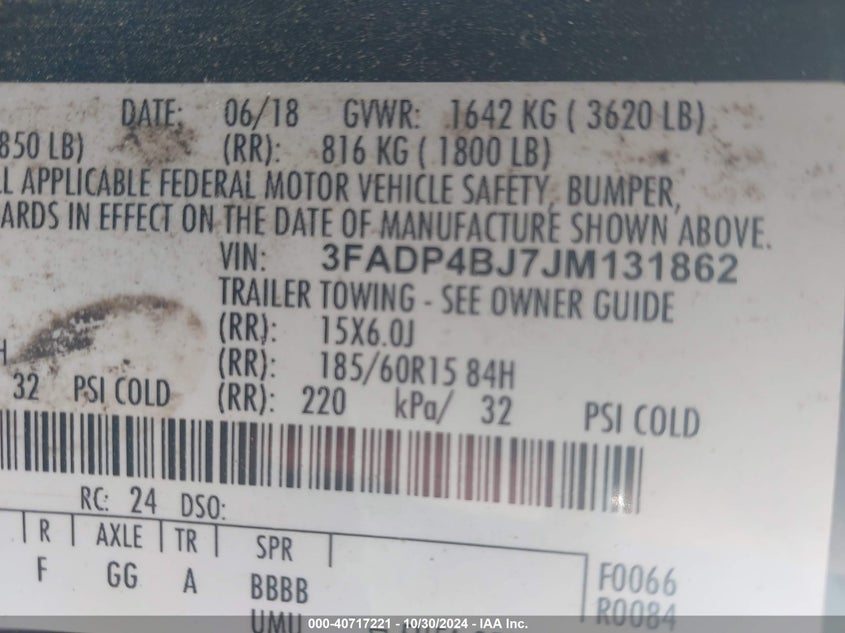 DATE: 06/18 GVWR: 1642 KG ( 3620 LB)
850 LB) (RR): 816 KG ( 1800 LB)
L APPLICABLE FEDERAL MOTOR VEHICLE SAFETY, BUMPER,
ARDS IN EFFECT ON THE DATE OF MANUFACTURE SHOWN ABOVE.
VIN: 3FADP4BJ7JM131862
TRAILER TOWING - SEE OWNER GUIDE
(RR): 15X6.0J
H (RR): 185/60R15 84H
32 PSI COLD (RR): 220 kPa/ 32 PSI COLD
RC: 24 DSO:
R AXLE TR SPR
F GG A BBBB F0066
UMU R0084
000-40717221 - 10/30/2024 - IAA Inc.